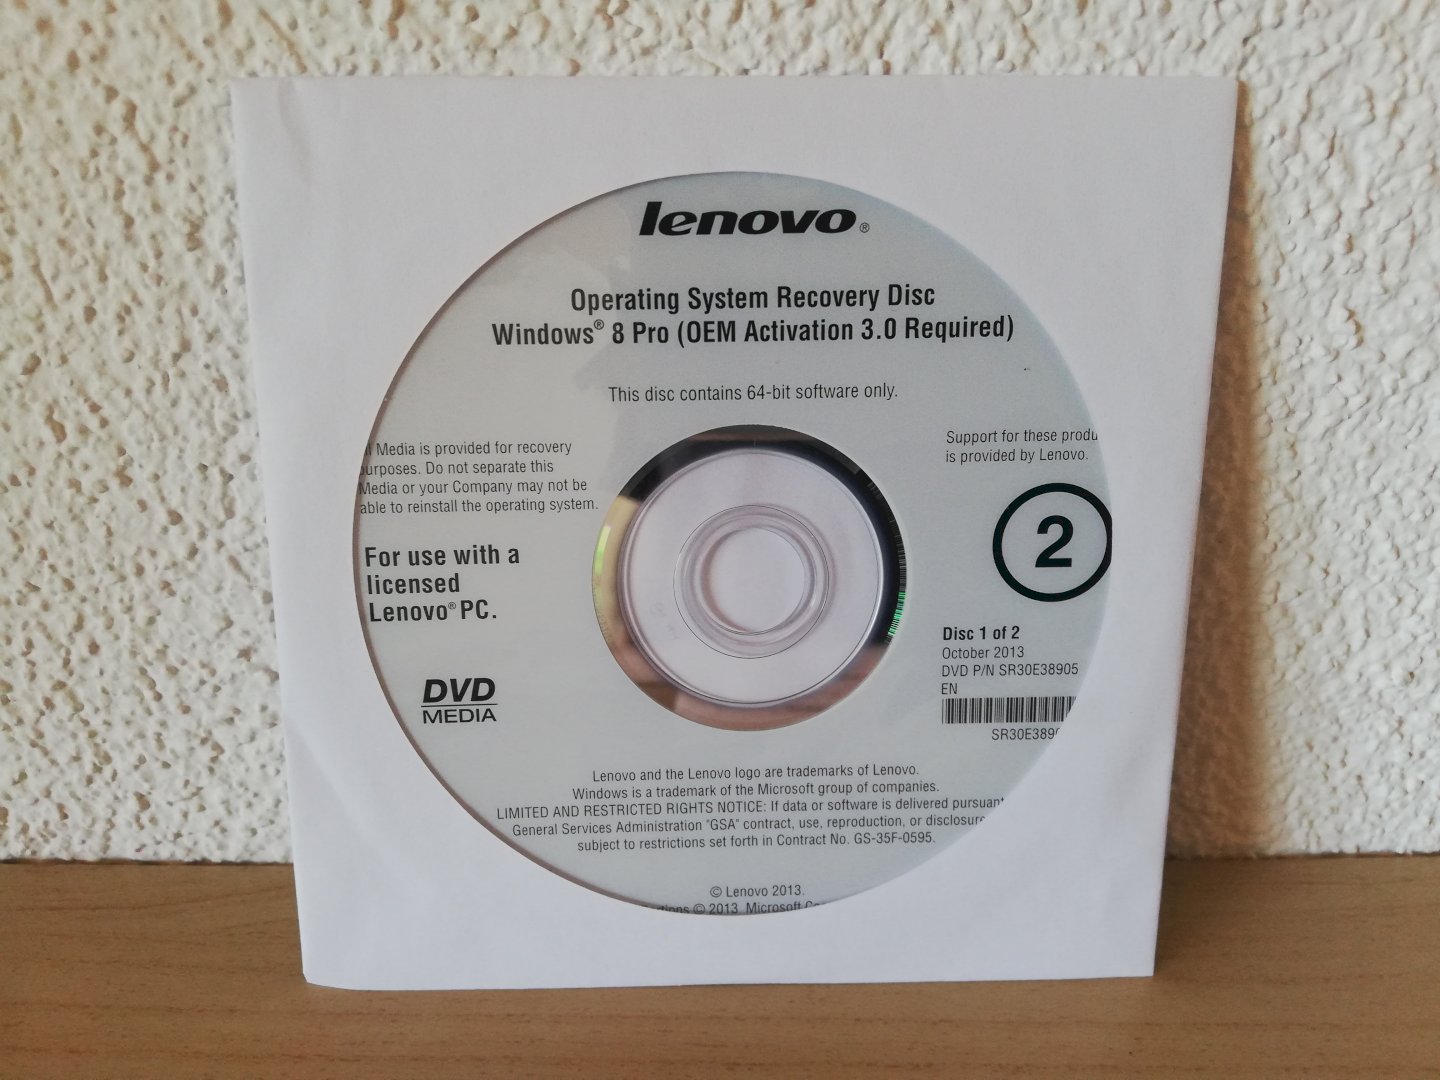 lenovo®
Operating System Recovery Disc
Windows® 8 Pro (OEM Activation 3.0 Required)
This disc contains 64-bit software only.
Media is provided for recovery
urposes. Do not separate this
Media or your Company may not be
able to reinstall the operating system.
For use with a
licensed
Lenovo® PC.
DVD
MEDIA
Support for these produ
is provided by Lenovo.
2
Disc 1 of 2
October 2013
DVD P/N SR30E38905
EN
SR30E389
Lenovo and the Lenovo logo are trademarks of Lenovo.
Windows is a trademark of the Microsoft group of companies.
LIMITED AND RESTRICTED RIGHTS NOTICE: If data or software is delivered pursuant
General Services Administration "GSA" contract, use, reproduction, or disclosure
subject to restrictions set forth in Contract No. GS-35F-0595.
© Lenovo 2013.
© 2013 Microsoft